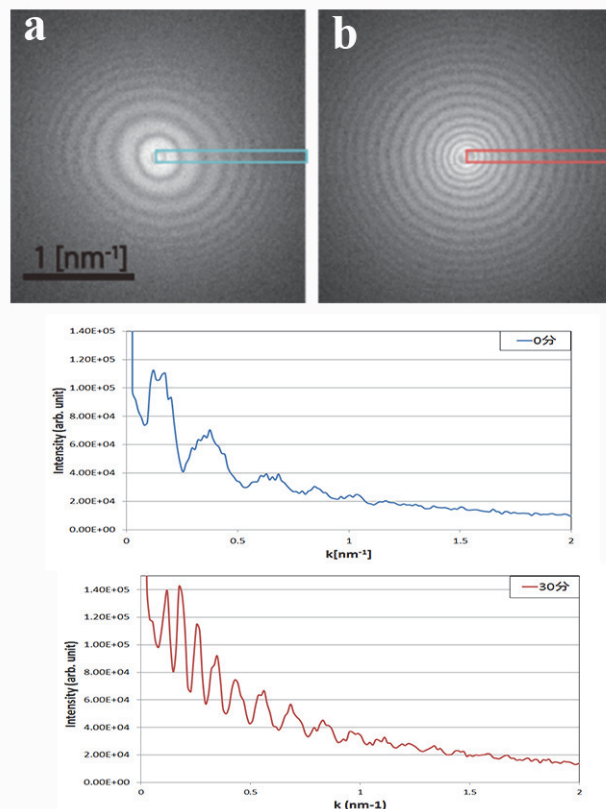 a
b
1 [nm⁻¹]
1.40E+05
1.20E+05
1.00E+05
8.00E+04
6.00E+04
4.00E+04
2.00E+04
0.00E+00
Intensity (arb. unit)
0分
0
0.5
1
1.5
2
k[nm⁻¹]
1.40E+05
1.20E+05
1.00E+05
8.00E+04
6.00E+04
4.00E+04
2.00E+04
0.00E+00
Intensity (arb. unit)
30分
0
0.5
1
1.5
2
k (nm-1)